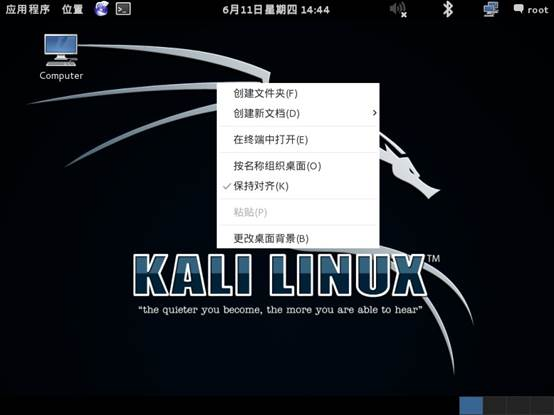 应用程序 位置 6月11日星期四 14:44 root
Computer
创建文件夹(F)
创建新文档(D)
在终端中打开(E)
按名称组织桌面(O)
保持对齐(K)
粘贴(P)
更改桌面背景(B)
KALI LINUX™
“the quieter you become, the more you are able to hear”